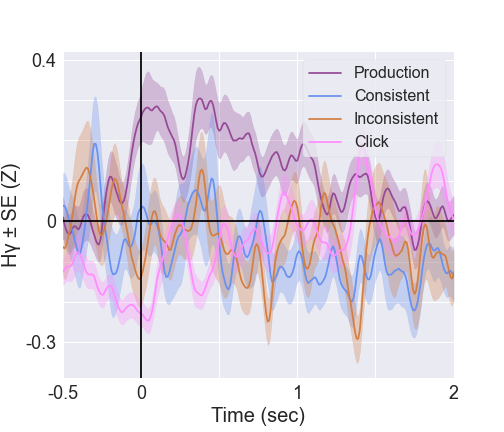 Production
Consistent
Inconsistent
Click
Hγ ± SE (Z)
0.4
0
-0.3
-0.5
0
1
2
Time (sec)